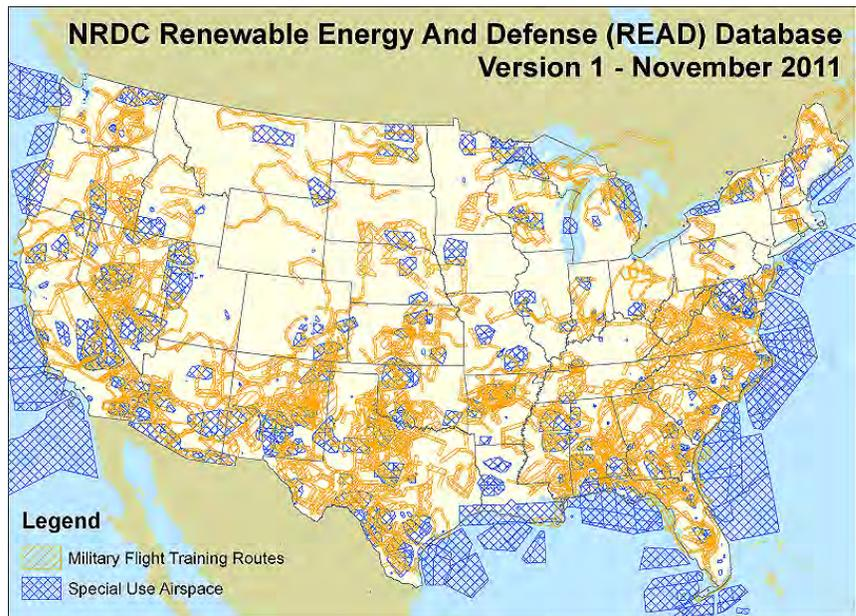 NRDC Renewable Energy And Defense (READ) Database
Version 1 - November 2011
Legend
Military Flight Training Routes
Special Use Airspace